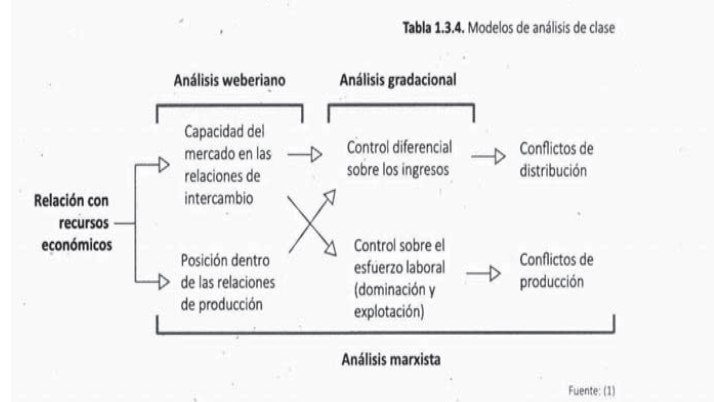 Tabla 1.3.4. Modelos de análisis de clase
Análisis weberiano
Análisis gradacional
Capacidad del
mercado en las
relaciones de
intercambio
Control diferencial
sobre los ingresos
Conflictos de
distribución
Relación con
recursos
económicos
Posición dentro
de las relaciones
de producción
Control sobre el
esfuerzo laboral
(dominación y
explotación)
Conflictos de
producción
Análisis marxista
Fuente: (1)